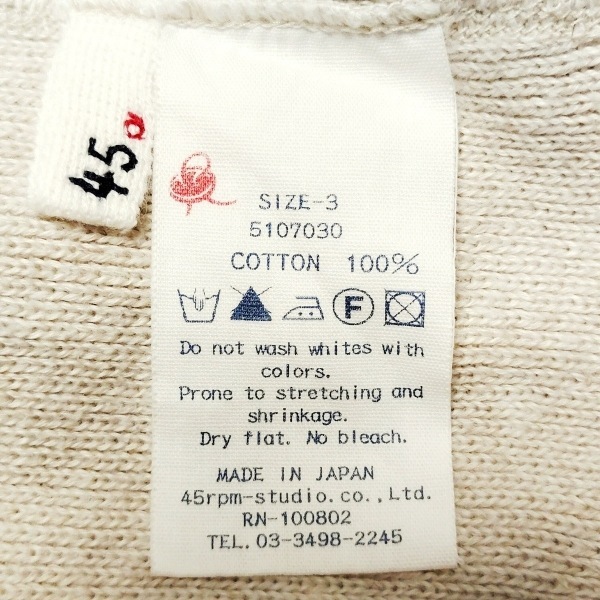 45a
SIZE-3
5107030
COTTON 100%
F
Do not wash whites with
colors.
Prone to stretching and
shrinkage.
Dry flat. No bleach.
MADE IN JAPAN
45rpm-studio.co.,Ltd.
RN-100802
TEL. 03-3498-2245